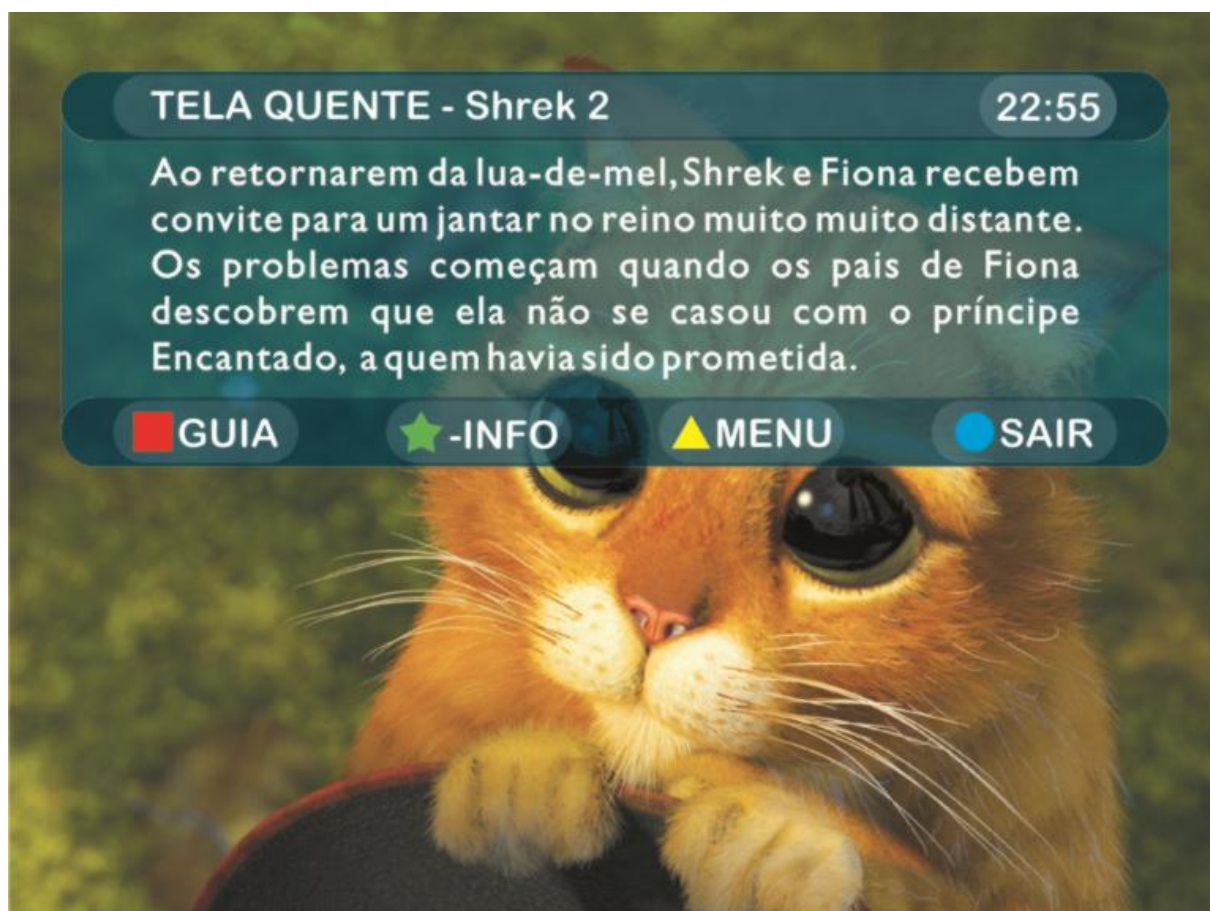 TELA QUENTE - Shrek 2 22:55
Ao retornarem da lua-de-mel, Shrek e Fiona recebem
convite para um jantar no reino muito muito distante.
Os problemas começam quando os pais de Fiona
descobrem que ela não se casou com o príncipe
Encantado, a quem havia sido prometida.
GUIA -INFO MENU SAIR